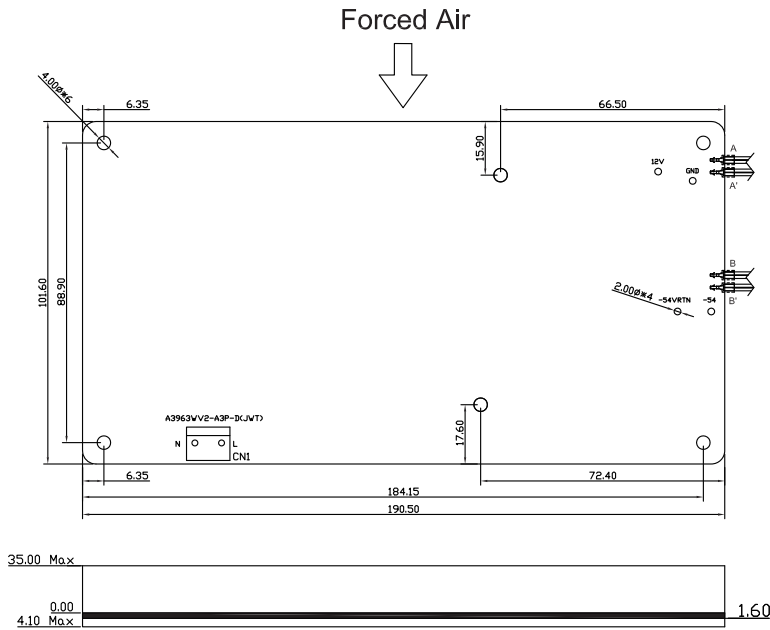 Forced Air
4.00ø*6
6.35
66.50
15.90
A
12V
GND
A'
101.60
88.90
B
2.00ø*4
-54VRTN
-54
B'
A3963WV2-A3P-D(JWT)
N
L
CN1
17.60
6.35
72.40
184.15
190.50
35.00 Max
0.00
1.60
4.10 Max